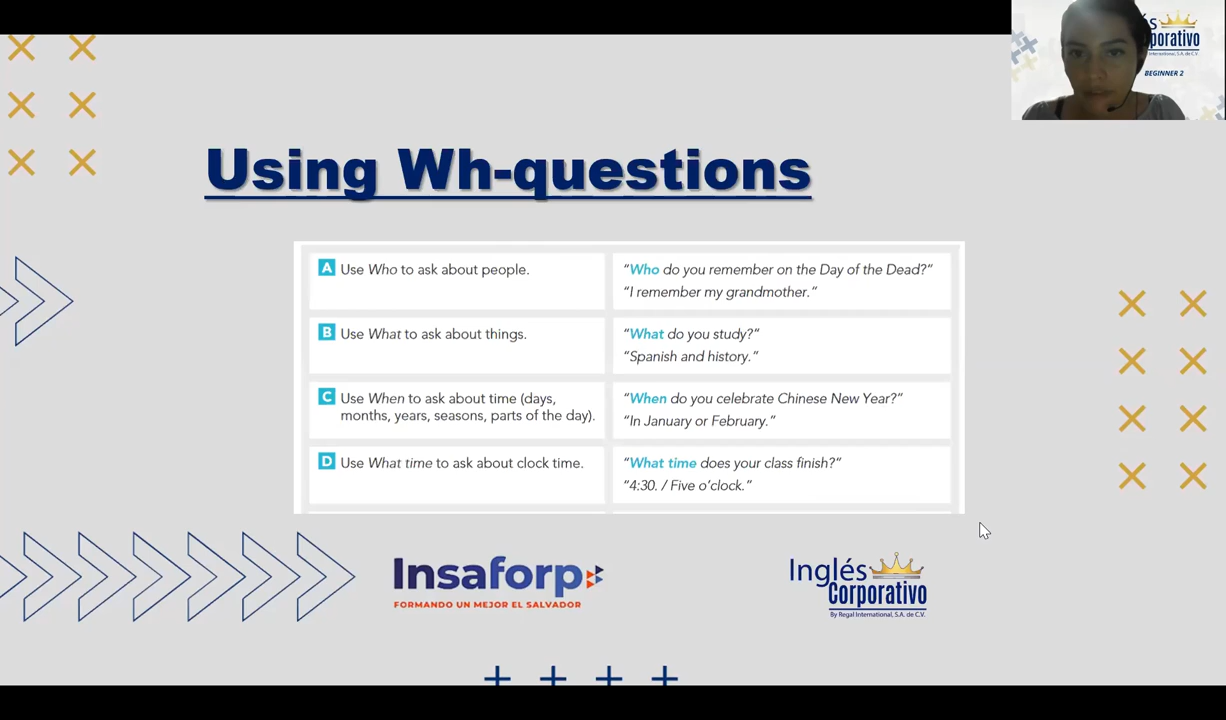 és
porativo
International, S.A. de C.V.
BEGINNER 2
Using Wh-questions
A Use Who to ask about people.
“Who do you remember on the Day of the Dead?”
“I remember my grandmother.”
B Use What to ask about things.
“What do you study?”
“Spanish and history.”
C Use When to ask about time (days,
months, years, seasons, parts of the day).
“When do you celebrate Chinese New Year?”
“In January or February.”
D Use What time to ask about clock time.
“What time does your class finish?”
“4:30. / Five o’clock.”
Insaforp
FORMANDO UN MEJOR EL SALVADOR
Inglés
Corporativo
By Regal International, S.A. de C.V.